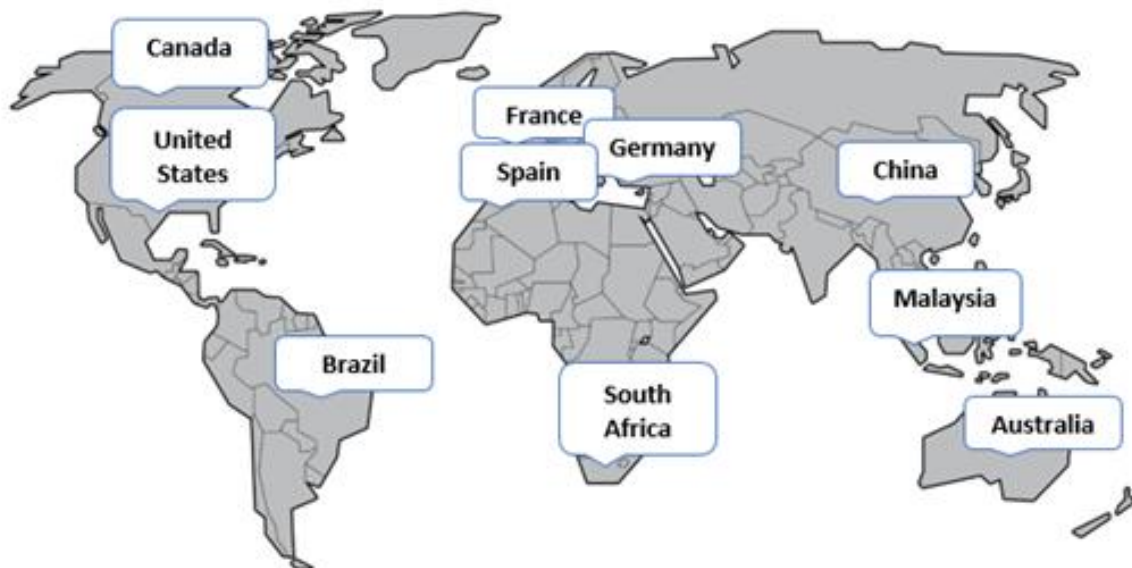 Canada
United
States
France
Germany
Spain
China
Malaysia
Brazil
South
Africa
Australia